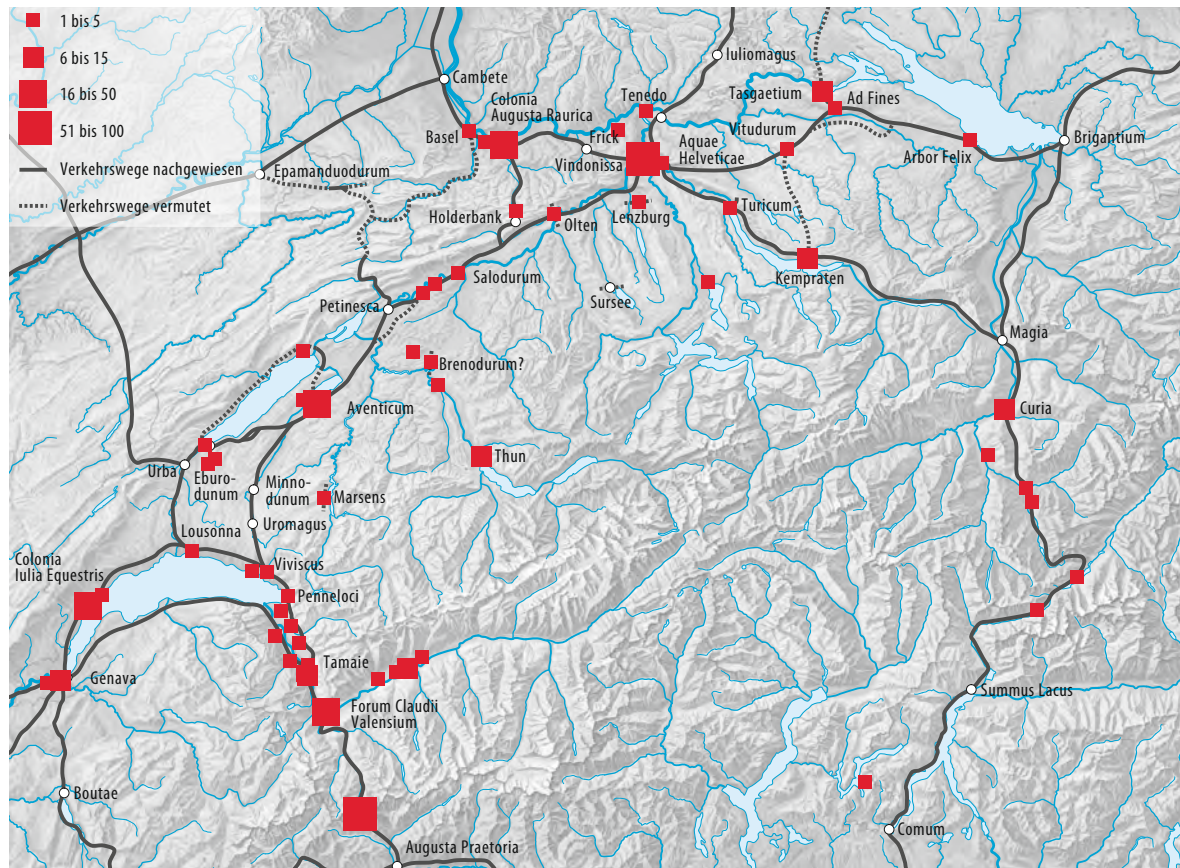 1 bis 5
6 bis 15
16 bis 50
51 bis 100
Verkehrswege nachgewiesen
Verkehrswege vermutet
Epamanduodurum
Cambete
Iuliomagus
Colonia
Augusta Raurica
Basel
Frick
Tenedo
Vindonissa
Aquae
Helveticae
Vitudurum
Tasgaetium
Ad Fines
Arbor Felix
Brigantium
Holderbank
Olten
Lenzburg
Turicum
Kempraten
Salodurum
Sursee
Petinesca
Magia
Brenodurum?
Aventicum
Curia
Thun
Urba
Eburo-
dunum
Minno-
dunum
Marsens
Uromagus
Lousonna
Colonia
Iulia Equestris
Viviscus
Penneloci
Tamaie
Genava
Forum Claudii
Valensium
Summus Lacus
Boutae
Comum
Augusta Praetoria